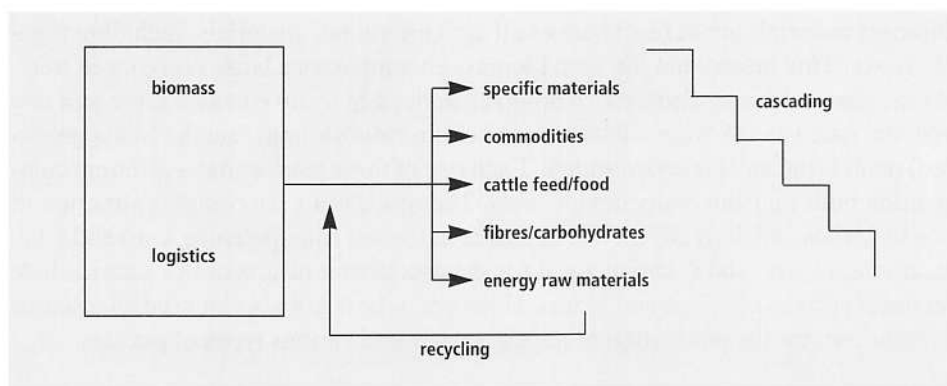 biomass
logistics
specific materials
commodities
cattle feed/food
fibres/carbohydrates
energy raw materials
cascading
recycling